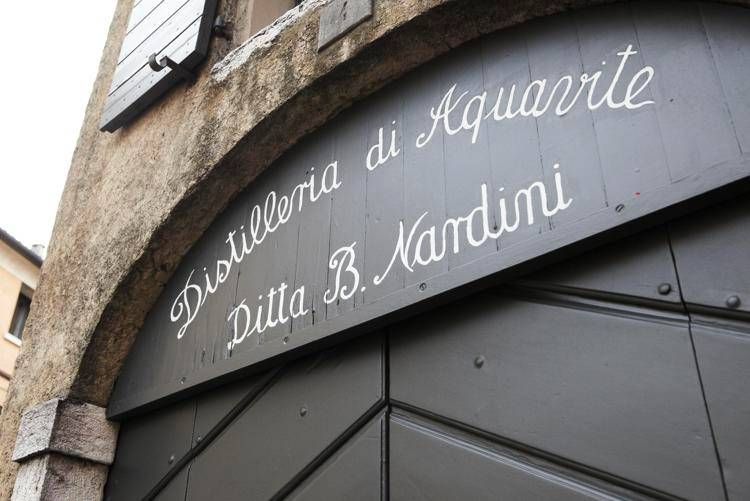 Distilleria di Aquavite
Ditta B. Nardini